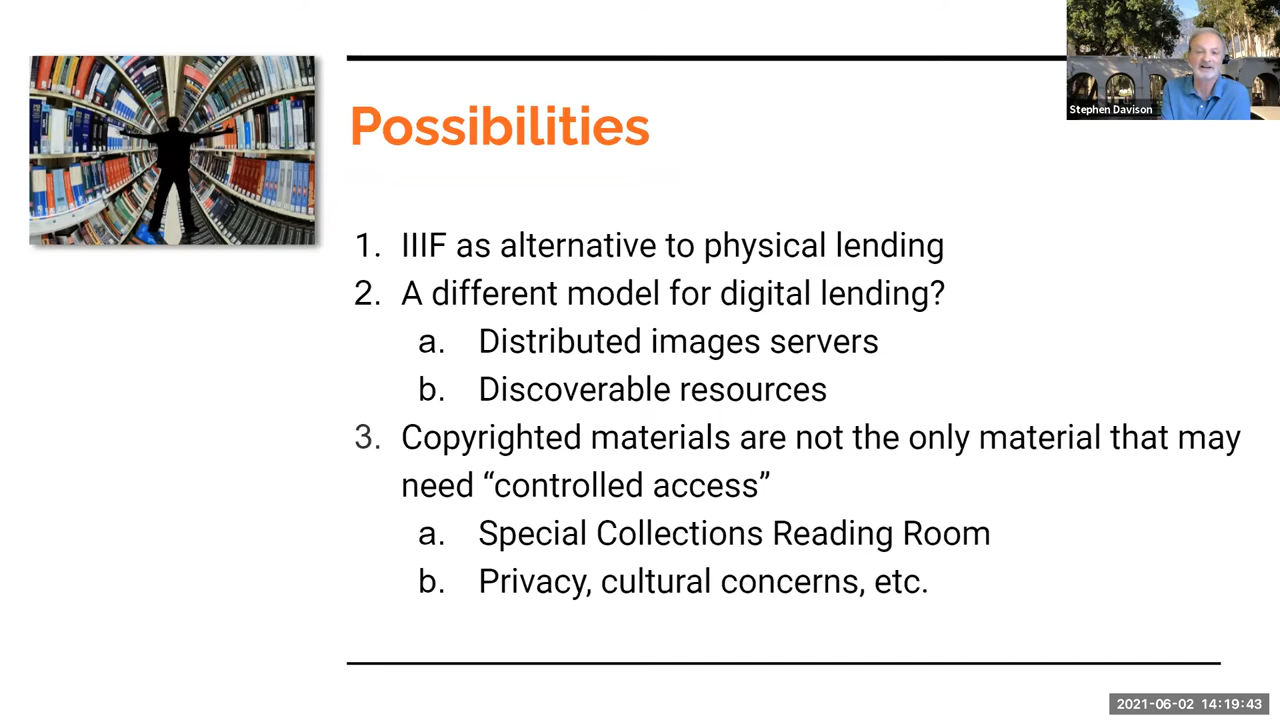 Stephen Davison
Possibilities
1. IIIF as alternative to physical lending
2. A different model for digital lending?
a. Distributed images servers
b. Discoverable resources
3. Copyrighted materials are not the only material that may
need “controlled access”
a. Special Collections Reading Room
b. Privacy, cultural concerns, etc.
2021-06-02 14:19:43